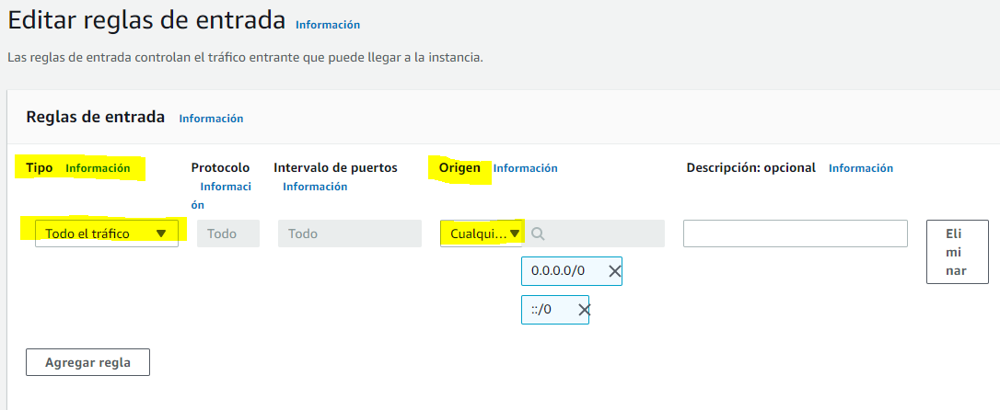 Editar reglas de entrada Información
Las reglas de entrada controlan el tráfico entrante que puede llegar a la instancia.
Reglas de entrada Información
Tipo Información
Protocolo
Informaci
ón
Intervalo de puertos
Información
Origen Información
Descripción: opcional Información
Todo el tráfico
Todo
Todo
Cualqui...
0.0.0.0/0
::/0
Eli
mi
nar
Agregar regla